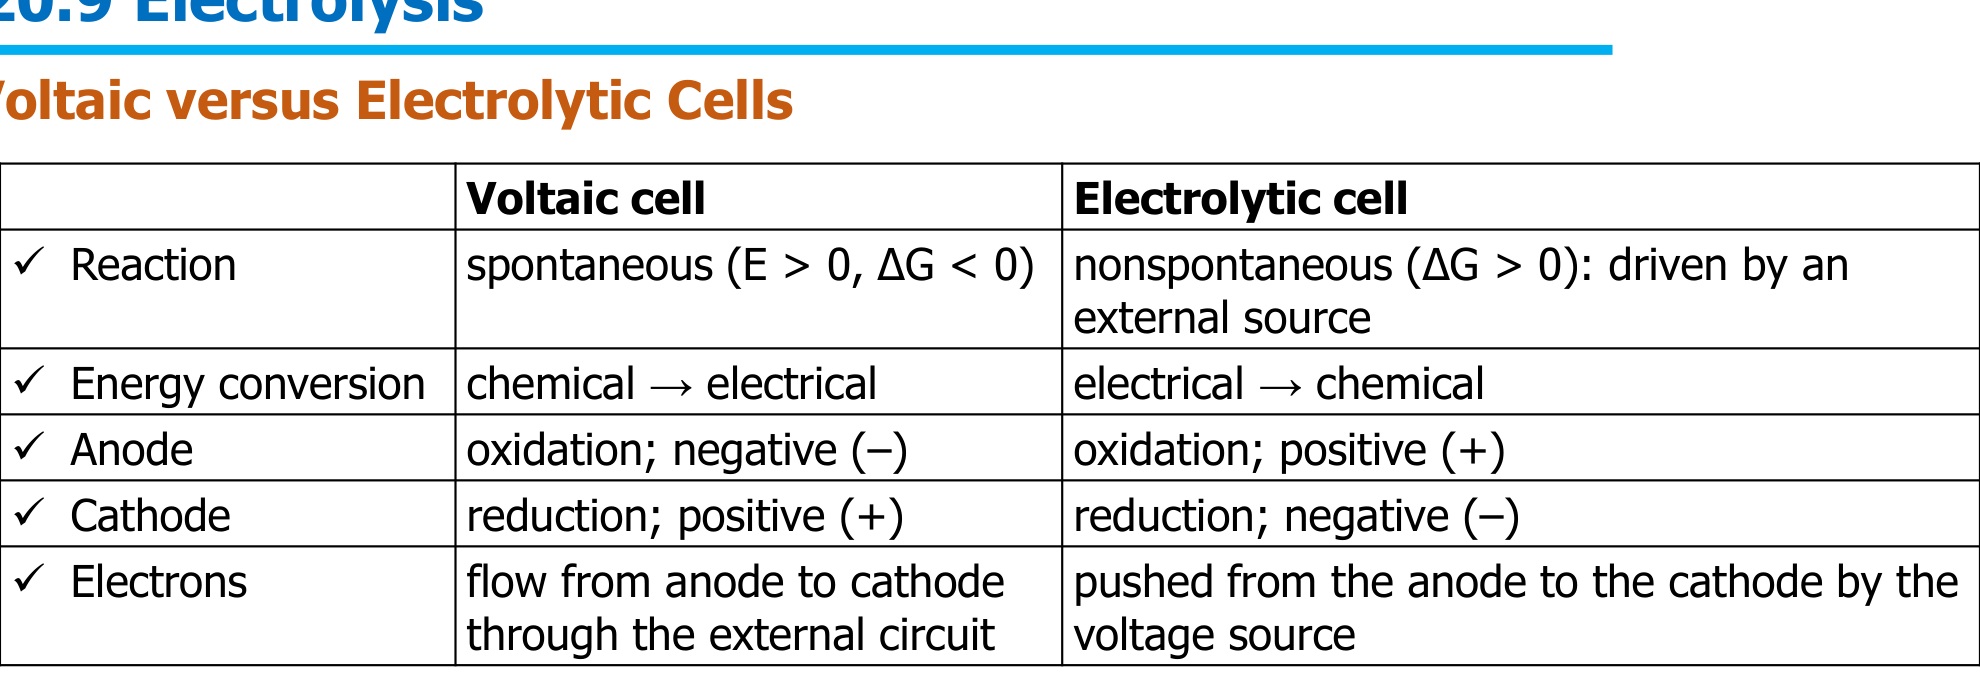 20.9 Electrolysis
Voltaic versus Electrolytic Cells
Voltaic cell Electrolytic cell
✓ Reaction spontaneous (E > 0, ΔG < 0) nonspontaneous (ΔG > 0): driven by an
external source
✓ Energy conversion chemical → electrical electrical → chemical
✓ Anode oxidation; negative (–) oxidation; positive (+)
✓ Cathode reduction; positive (+) reduction; negative (–)
✓ Electrons flow from anode to cathode pushed from the anode to the cathode by the
through the external circuit voltage source